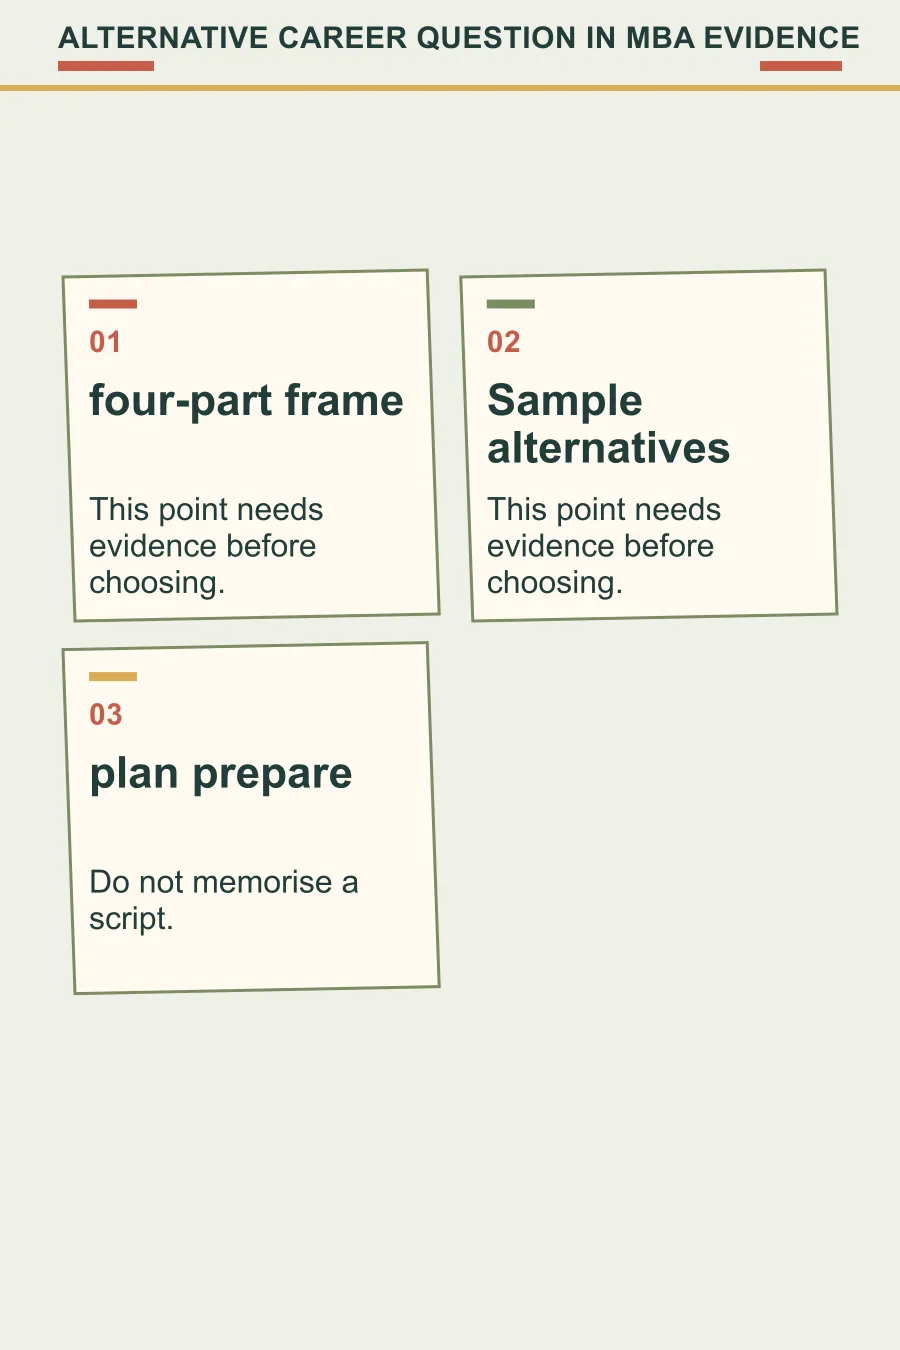 ALTERNATIVE CAREER QUESTION IN MBA EVIDENCE
01
four-part frame
This point needs
evidence before
choosing.
02
Sample
alternatives
This point needs
evidence before
choosing.
03
plan prepare
Do not memorise a
script.